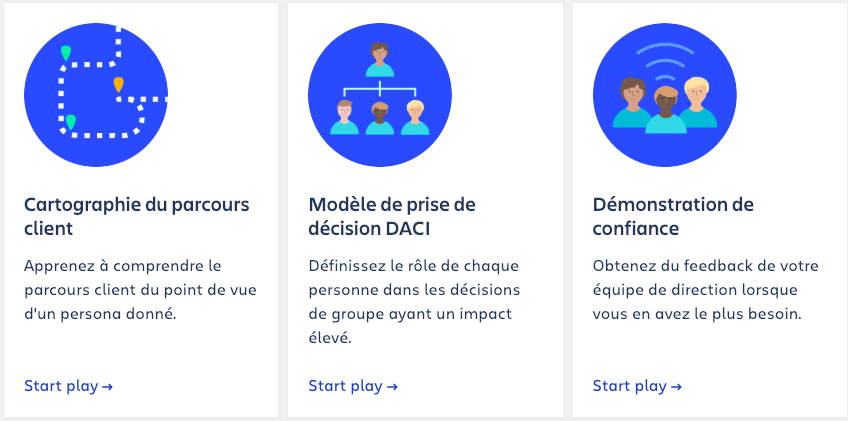 Cartographie du parcours
client
Apprenez à comprendre le
parcours client du point de vue
d'un persona donné.
Start play →
Modèle de prise de
décision DACI
Définissez le rôle de chaque
personne dans les décisions
de groupe ayant un impact
élevé.
Start play →
Démonstration de
confiance
Obtenez du feedback de votre
équipe de direction lorsque
vous en avez le plus besoin.
Start play →